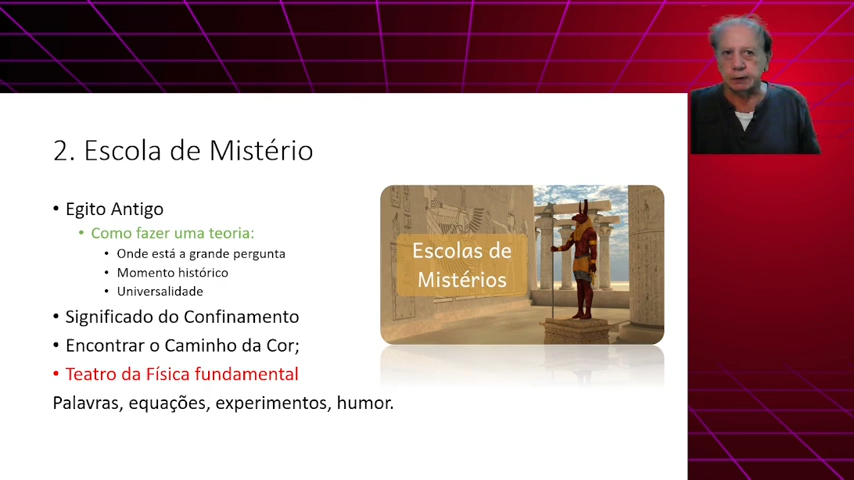 2. Escola de Mistério
• Egito Antigo
• Como fazer uma teoria:
• Onde está a grande pergunta
• Momento histórico
• Universalidade
• Significado do Confinamento
• Encontrar o Caminho da Cor;
• Teatro da Física fundamental
Palavras, equações, experimentos, humor.
Escolas de
Mistérios